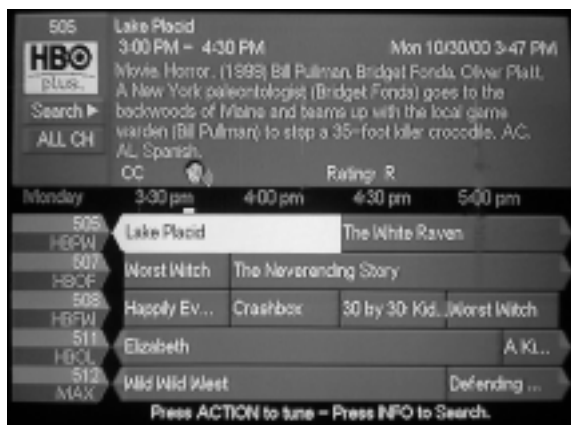 505
Lake Placid
3:00 PM - 4:30 PM
Mon 10/30/00 3:47 PM
HBO
plus.
Movie, Horror. (1999) Bill Pullman, Bridget Fonda, Oliver Platt.
A New York paleontologist (Bridget Fonda) goes to the
backwoods of Maine and teams up with the local game
warden (Bill Pullman) to stop a 35-foot killer crocodile. AC,
AL, Spanish.
Search
ALL CH
CC
Rating: R
Monday
3:30 pm
4:00 pm
4:30 pm
5:00 pm
505
HBPW
Lake Placid
The White Raven
507
HBOF
Worst Witch
The Neverending Story
508
HBFW
Happily Ev...
Crashbox
30 by 30: Kid...
Worst Witch
511
HBOL
Elizabeth
A Ki...
512
MAX
Wild Wild West
Defending ...
Press ACTION to tune - Press INFO to Search.